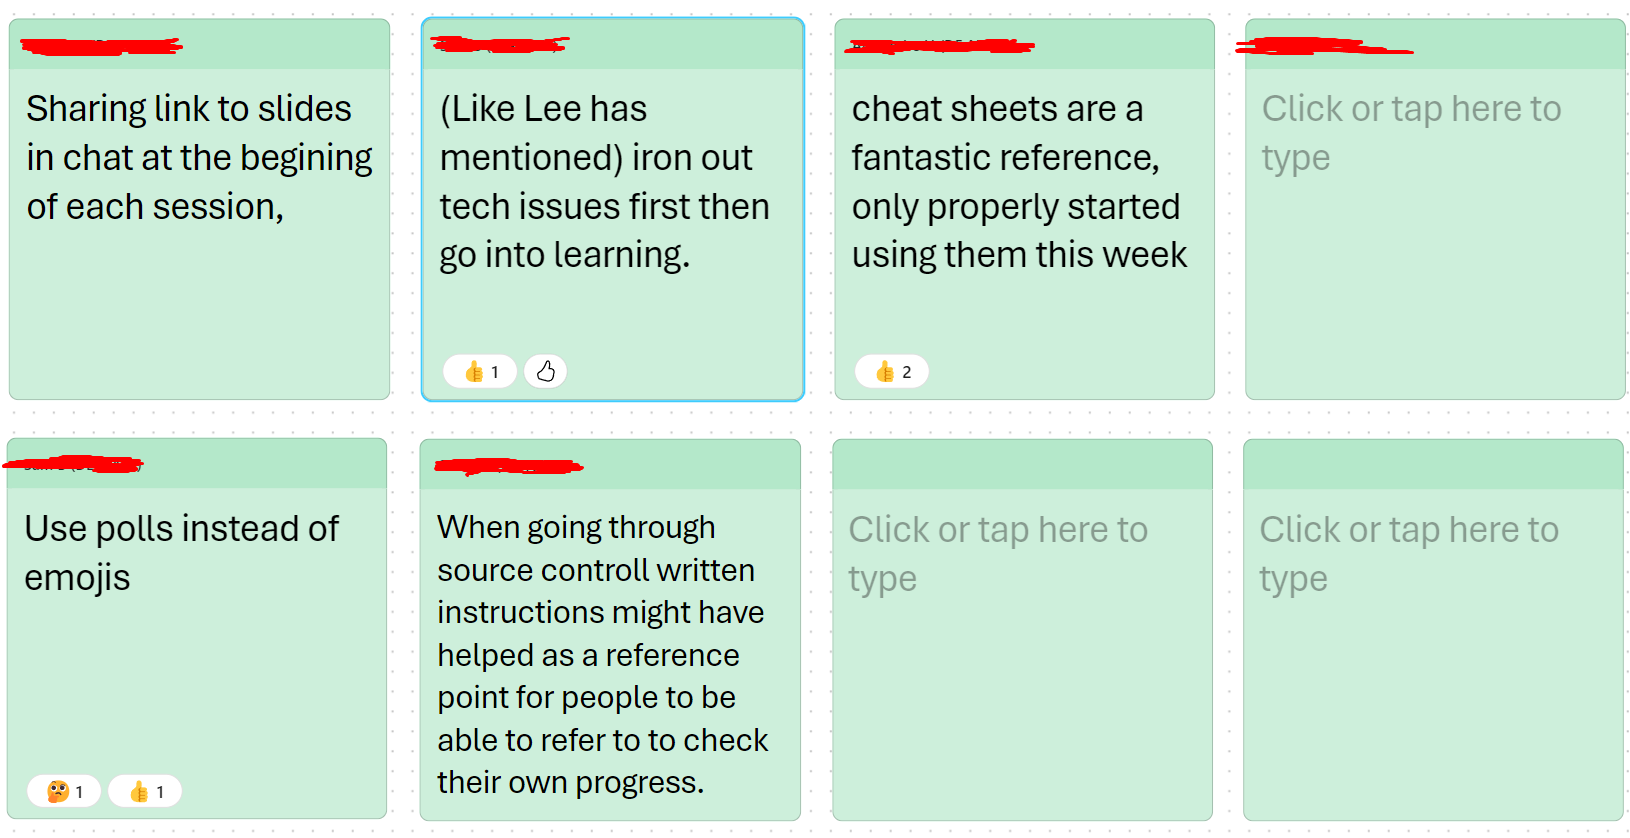 Sharing link to slides
in chat at the begining
of each session,
(Like Lee has
mentioned) iron out
tech issues first then
go into learning.
1
cheat sheets are a
fantastic reference,
only properly started
using them this week
2
Click or tap here to
type
Use polls instead of
emojis
1 1
When going through
source controll written
instructions might have
helped as a reference
point for people to be
able to refer to to check
their own progress.
Click or tap here to
type
Click or tap here to
type